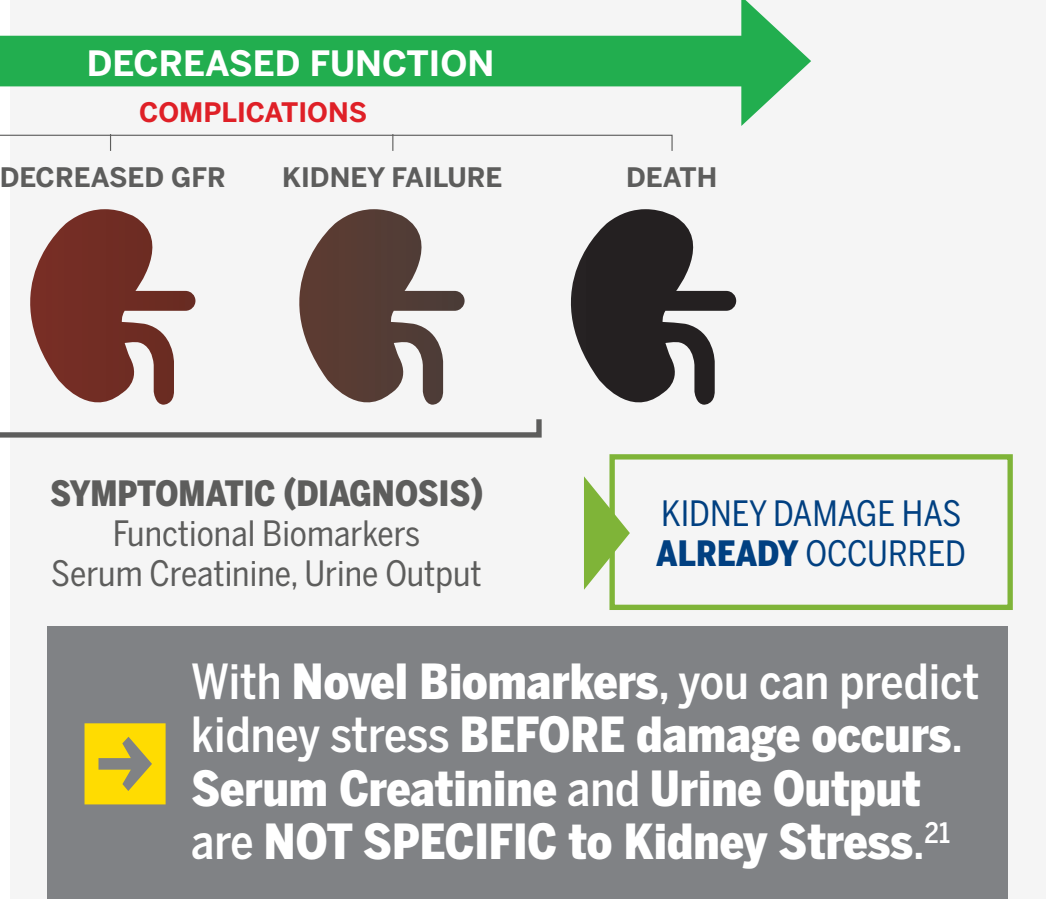 DECREASED FUNCTION
COMPLICATIONS
DECREASED GFR
KIDNEY FAILURE
DEATH
SYMPTOMATIC (DIAGNOSIS)
Functional Biomarkers
Serum Creatinine, Urine Output
KIDNEY DAMAGE HAS
ALREADY OCCURRED
With Novel Biomarkers, you can predict
kidney stress BEFORE damage occurs.
Serum Creatinine and Urine Output
are NOT SPECIFIC to Kidney Stress.21